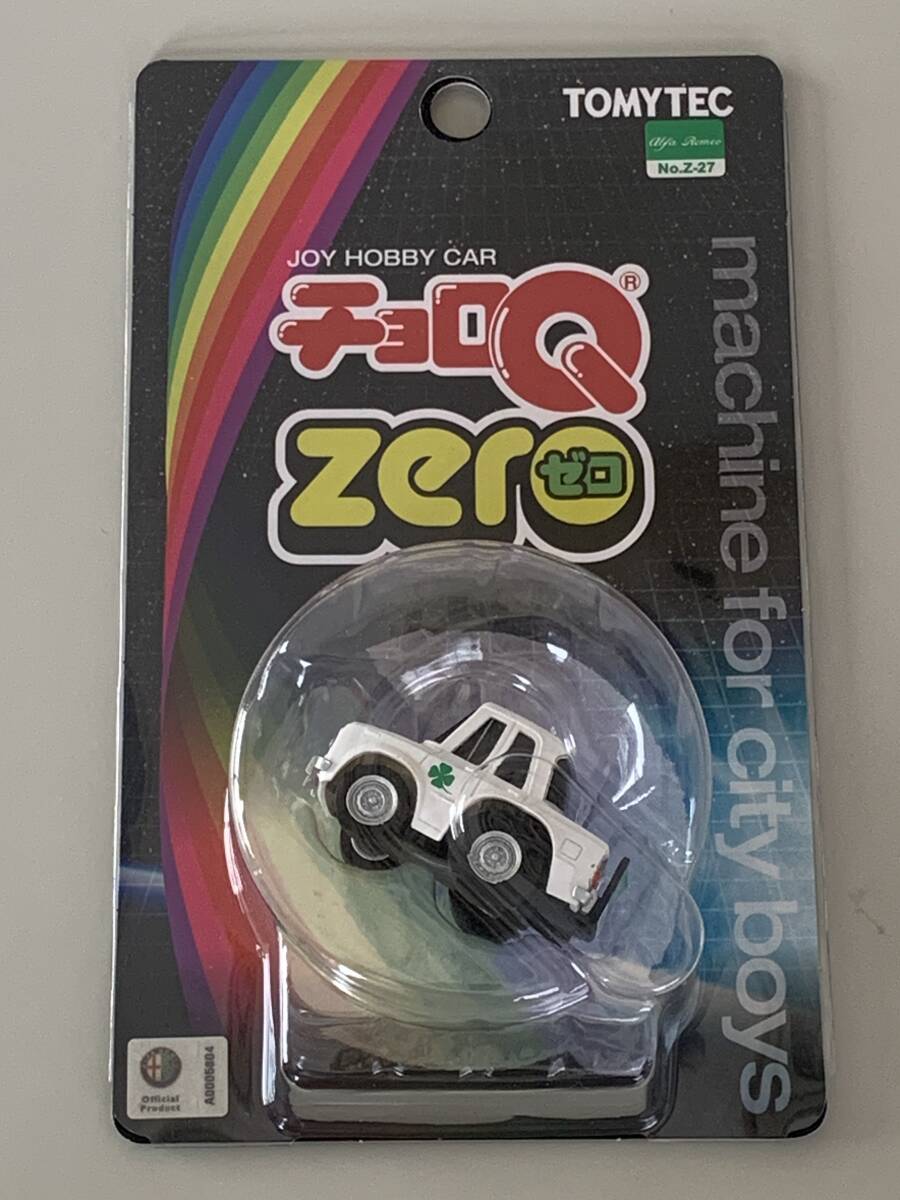 TOMYTEC
Alfa Romeo
No.Z-27
JOY HOBBY CAR
チョロQ®
zero
ゼロ
machine for city boys
Official
Product
A0005804